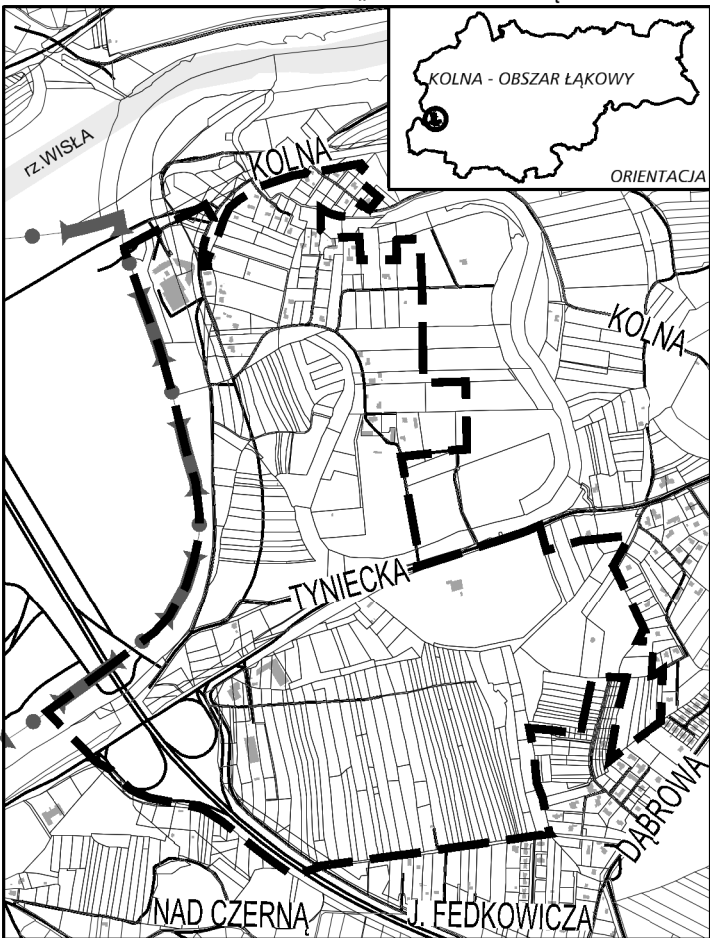 KOLNA - OBSZAR ŁĄKOWY
ORIENTACJA
rz.WISŁA
KOLNA
KOLNA
TYNIECKA
DĄBROWA
NAD CZERNĄ
J. FEDKOWICZA